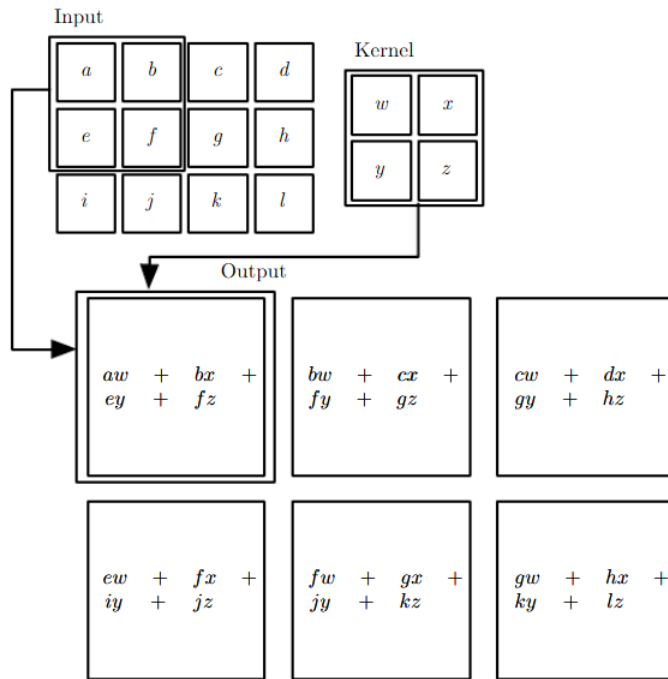 Input
a b c d
e f g h
i j k l
Kernel
w x
y z
Output
aw + bx +
ey + fz
bw + cx +
fy + gz
cw + dx +
gy + hz
ew + fx +
iy + jz
fw + gx +
jy + kz
gw + hx +
ky + lz